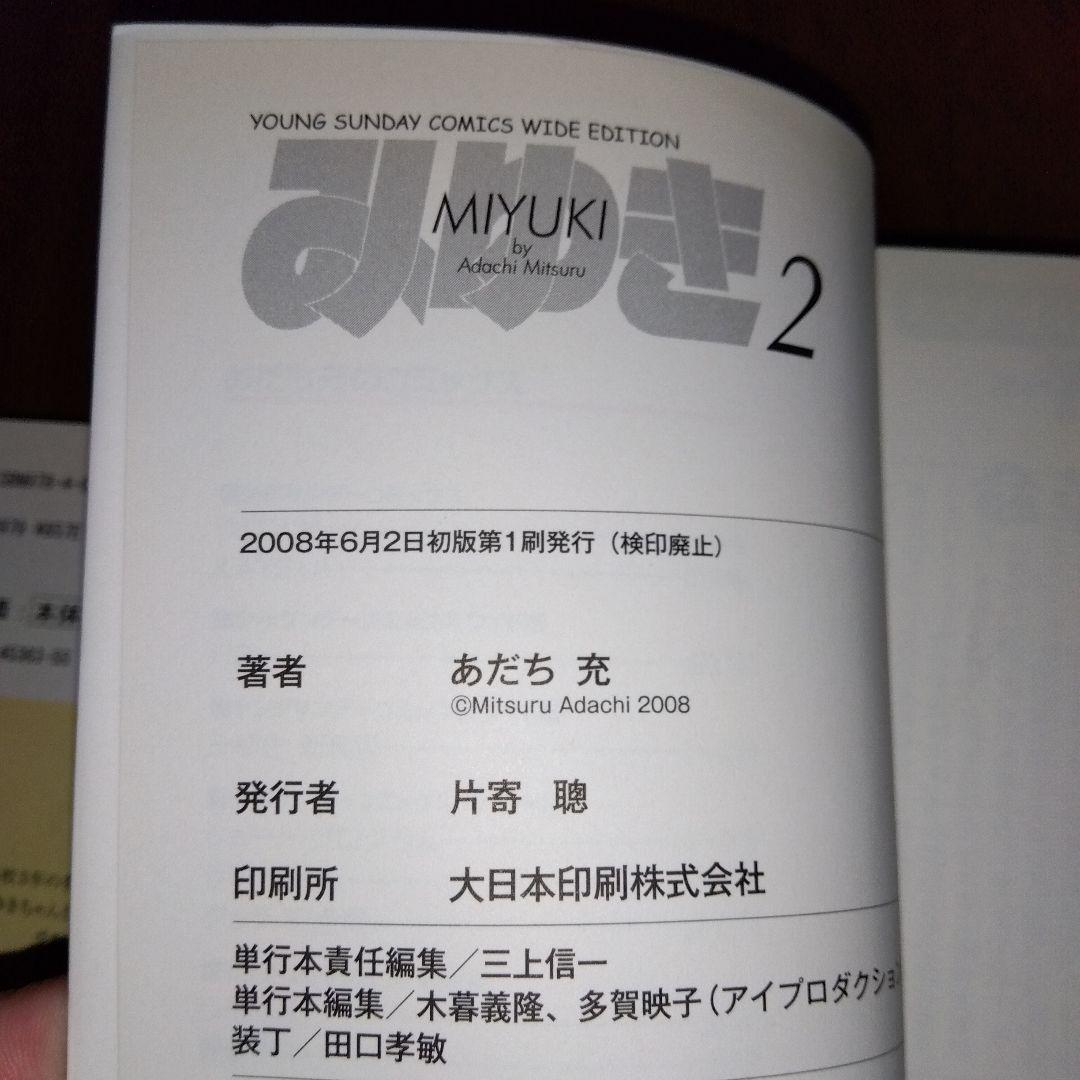 YOUNG SUNDAY COMICS WIDE EDITION
みゆき
MIYUKI
by
Adachi Mitsuru
2
2008年6月2日初版第1刷発行（検印廃止）
著者 あだち 充
©Mitsuru Adachi 2008
発行者 片寄 聰
印刷所 大日本印刷株式会社
単行本責任編集／三上信一
単行本編集／木暮義隆、多賀映子（アイプロダクション
装丁／田口孝敏
本体